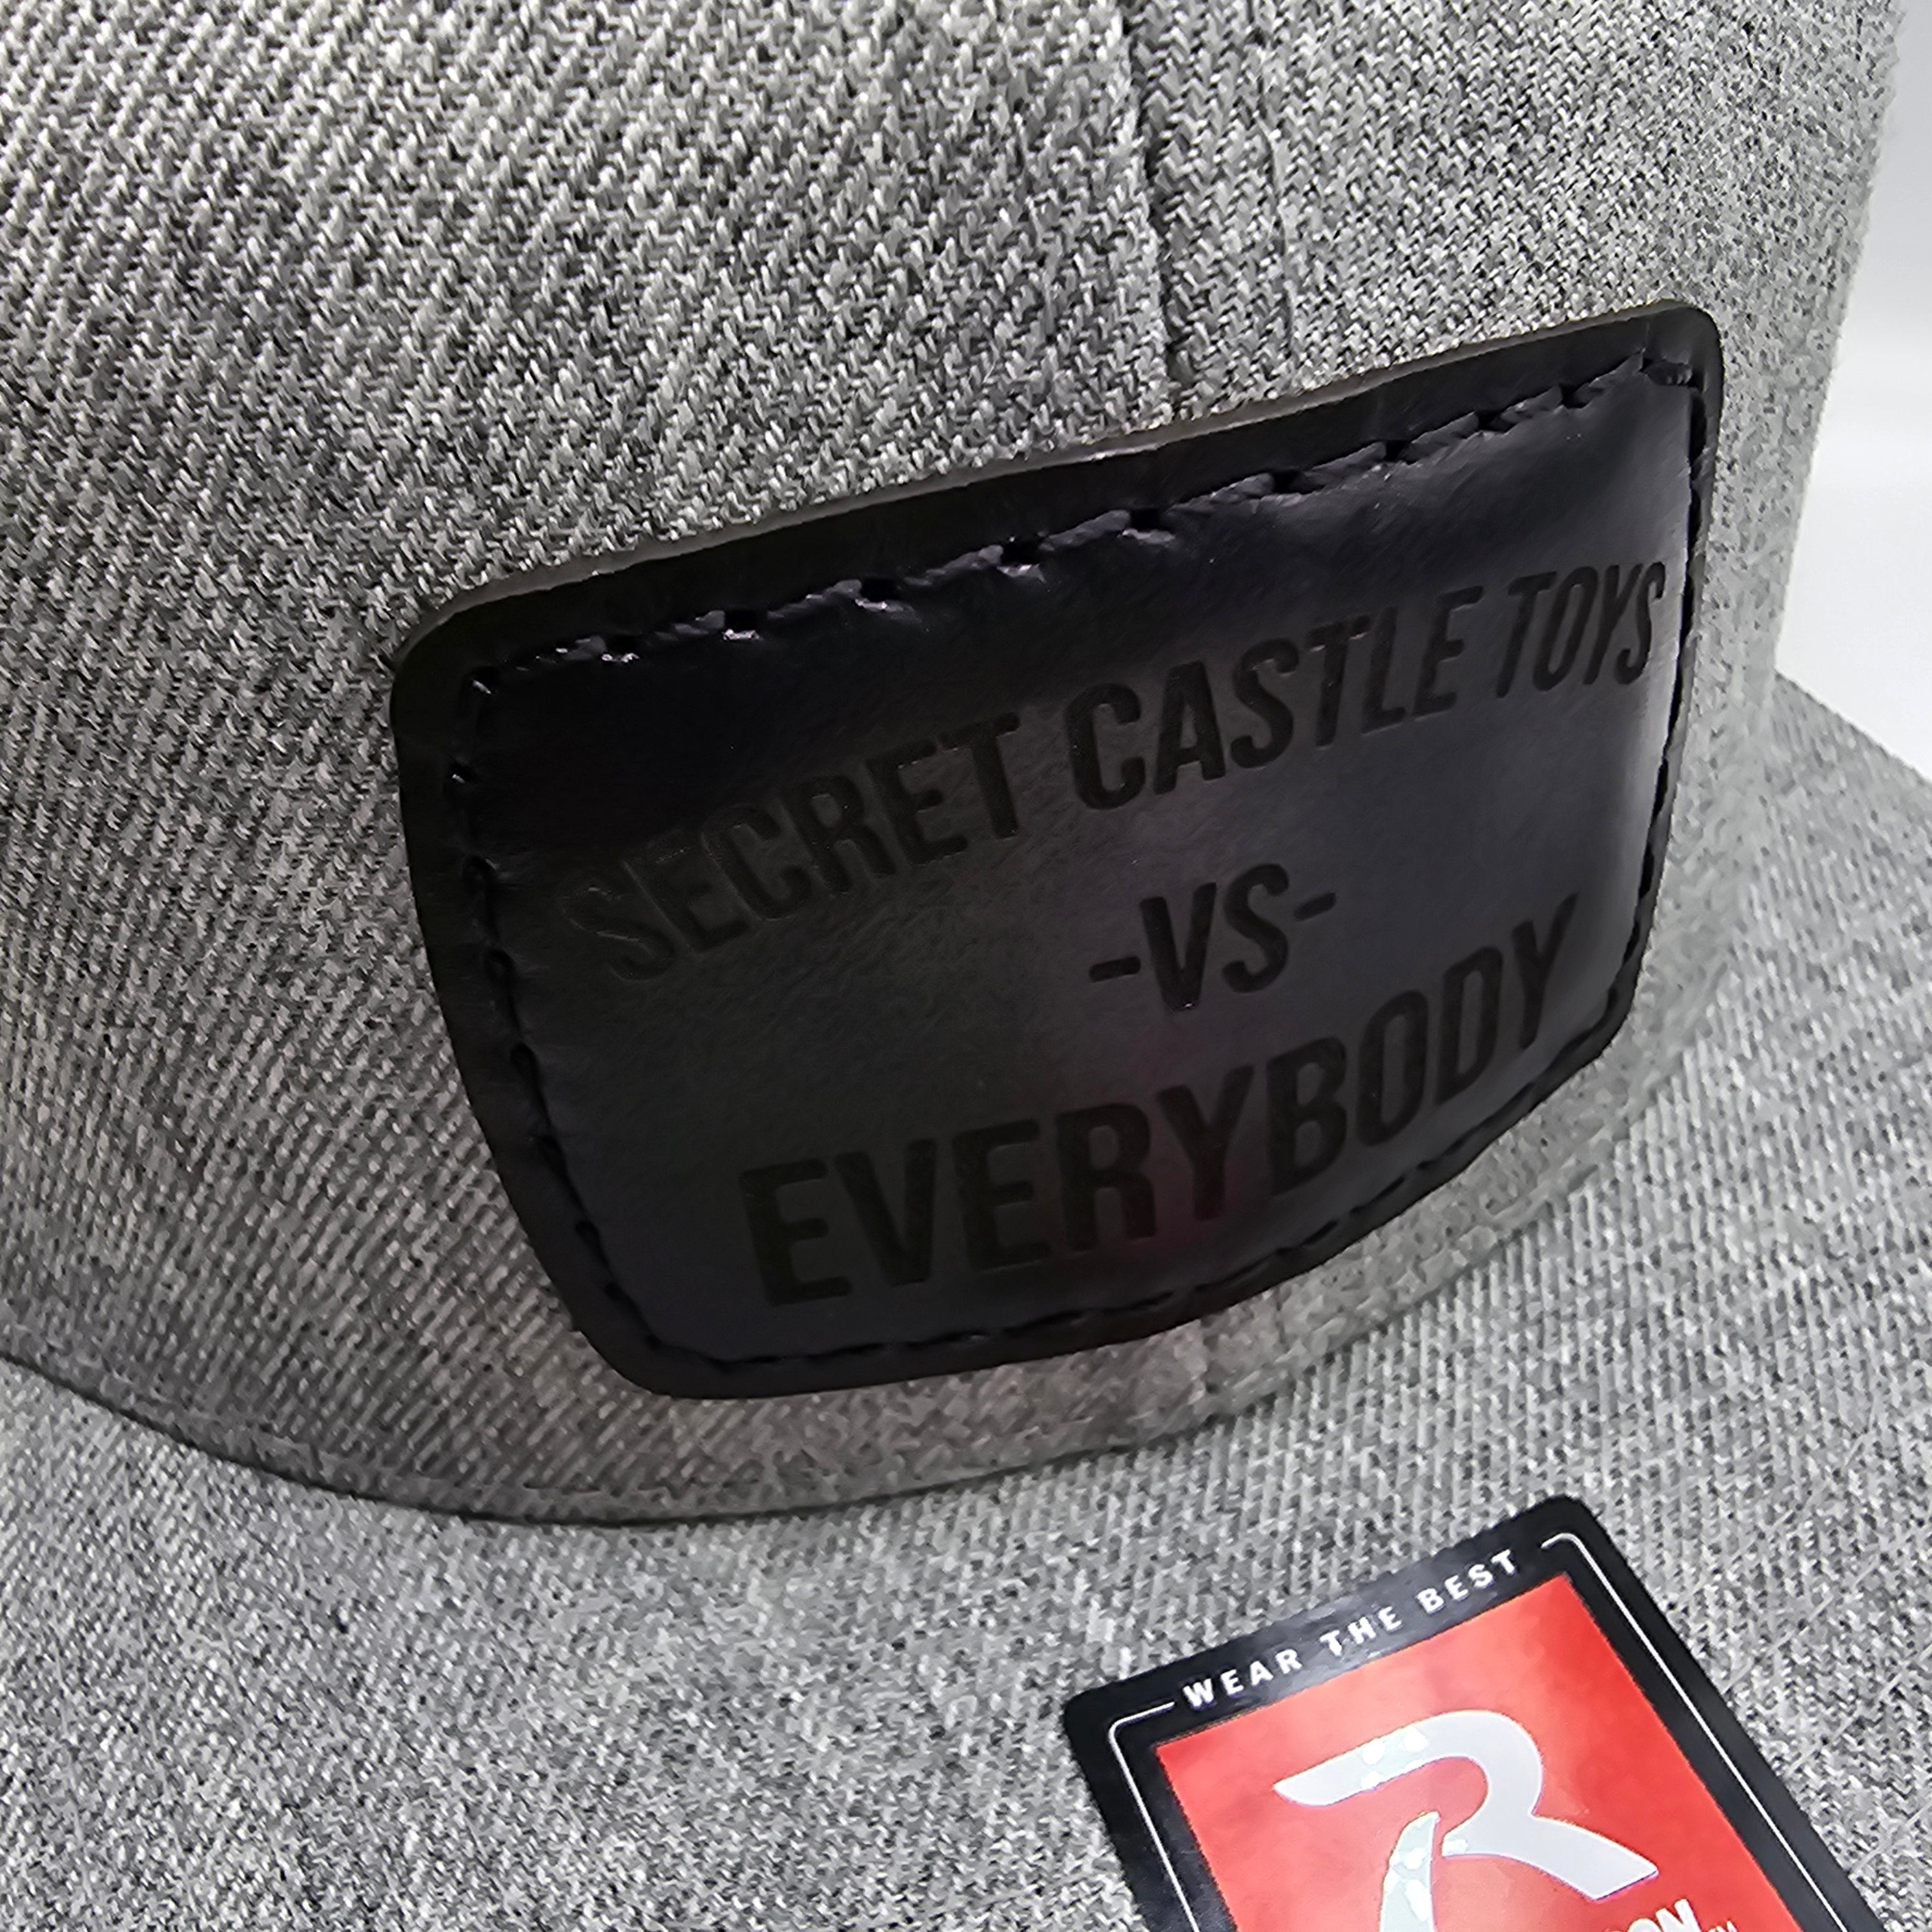 SECRET CASTLE TOYS
-VS-
EVERYBODY
WEAR THE BEST
R